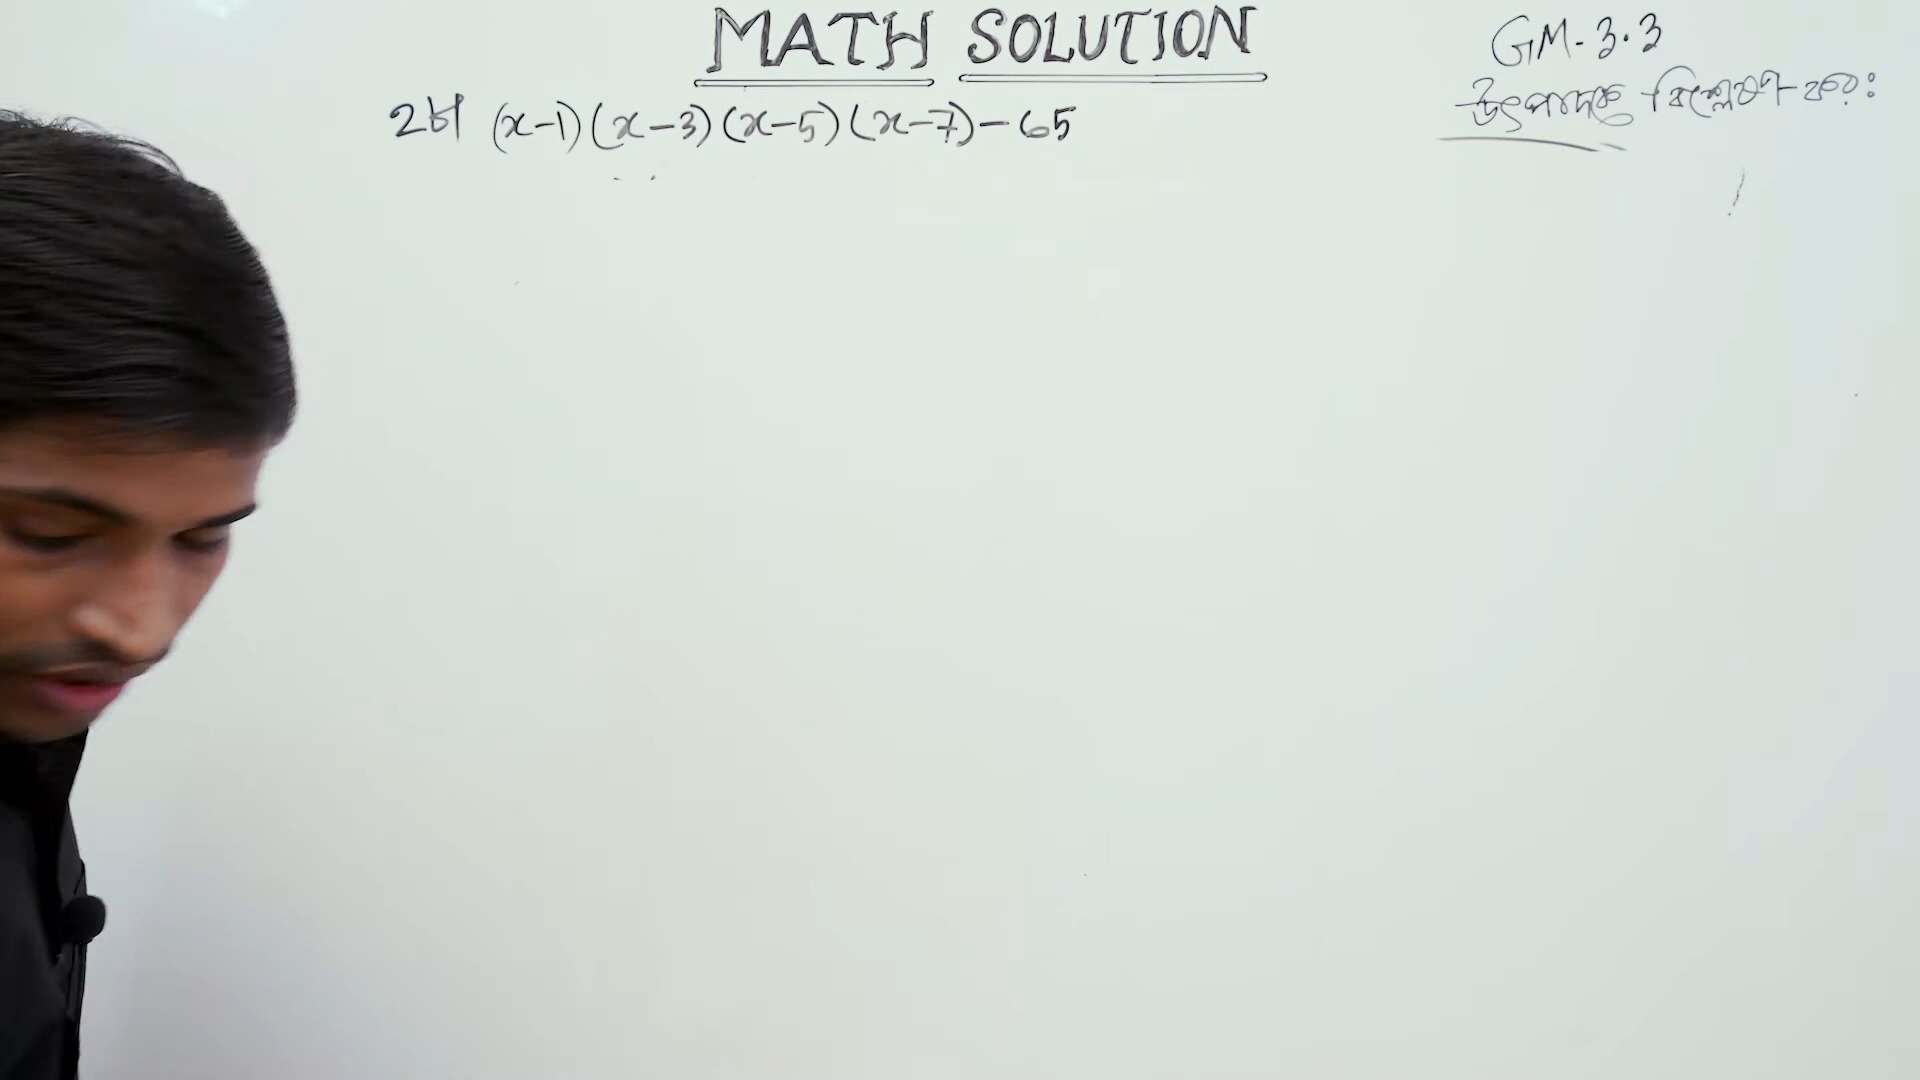 MATH SOLUTION
GM-3.3
উৎপাদকে বিশ্লেষণ কর:
২৮। (x-1)(x-3)(x-5)(x-7)-65